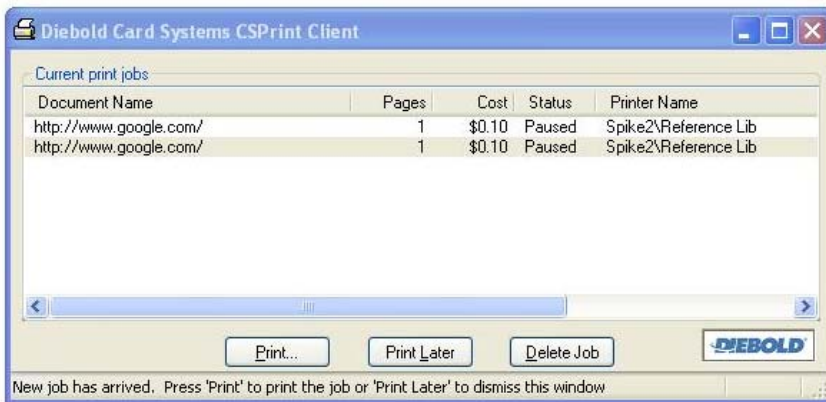 Diebold Card Systems CSPrint Client
Current print jobs
Document Name Pages Cost Status Printer Name
http://www.google.com/ 1 $0.10 Paused Spike2\Reference Lib
http://www.google.com/ 1 $0.10 Paused Spike2\Reference Lib
Print... Print Later Delete Job DIEBOLD
New job has arrived. Press 'Print' to print the job or 'Print Later' to dismiss this window